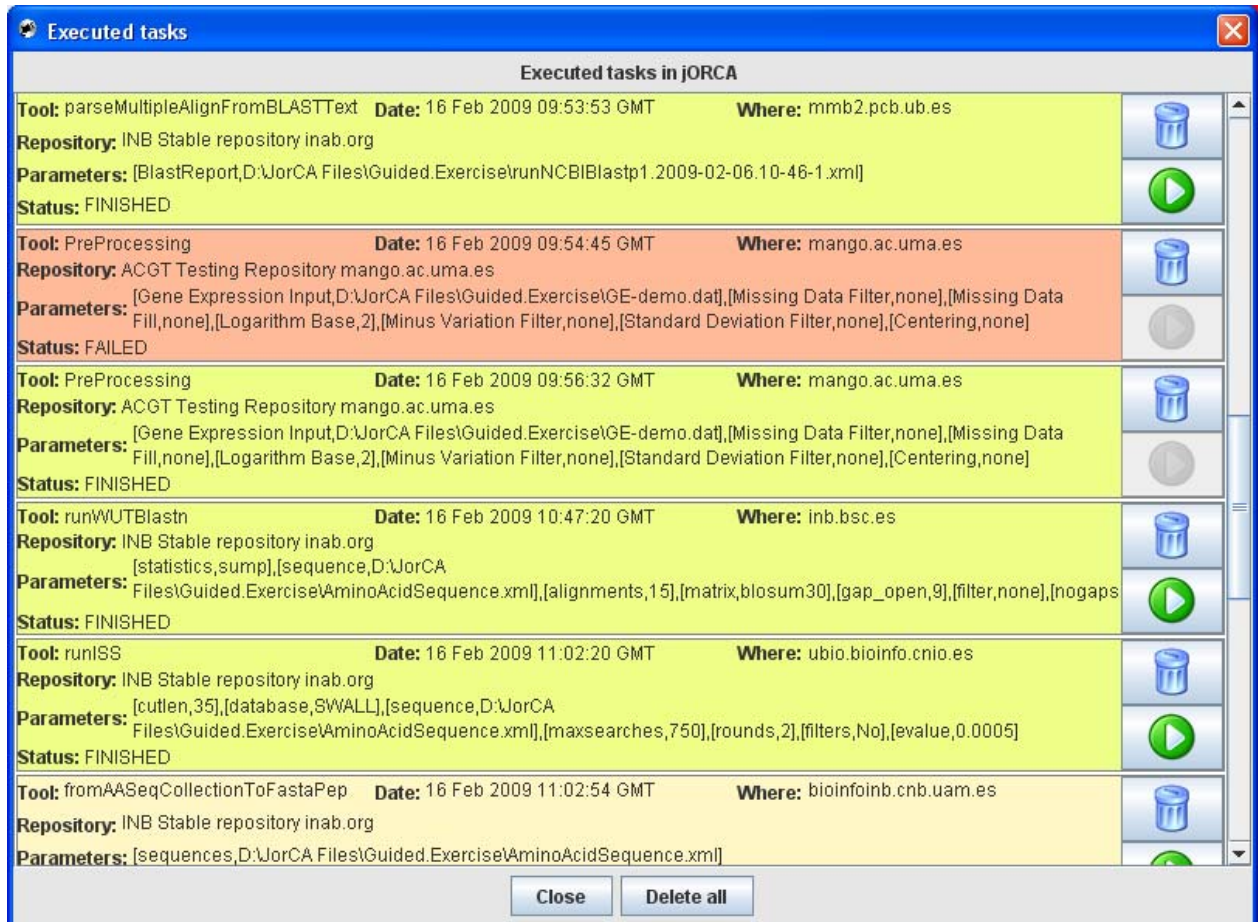 Executed tasks
Executed tasks in jORCA
Tool: parseMultipleAlignFromBLASTText Date: 16 Feb 2009 09:53:53 GMT Where: mmb2.pcb.ub.es
Repository: INB Stable repository inab.org
Parameters: [BlastReport,D:\JorCA Files\Guided.Exercise\runNCBIBlastp1.2009-02-06.10-46-1.xml]
Status: FINISHED
Tool: PreProcessing Date: 16 Feb 2009 09:54:45 GMT Where: mango.ac.uma.es
Repository: ACGT Testing Repository mango.ac.uma.es
Parameters: [Gene Expression Input,D:\JorCA Files\Guided.Exercise\GE-demo.dat],[Missing Data Filter,none],[Missing Data
Fill,none],[Logarithm Base,2],[Minus Variation Filter,none],[Standard Deviation Filter,none],[Centering,none]
Status: FAILED
Tool: PreProcessing Date: 16 Feb 2009 09:56:32 GMT Where: mango.ac.uma.es
Repository: ACGT Testing Repository mango.ac.uma.es
Parameters: [Gene Expression Input,D:\JorCA Files\Guided.Exercise\GE-demo.dat],[Missing Data Filter,none],[Missing Data
Fill,none],[Logarithm Base,2],[Minus Variation Filter,none],[Standard Deviation Filter,none],[Centering,none]
Status: FINISHED
Tool: runWUTBlastn Date: 16 Feb 2009 10:47:20 GMT Where: inb.bsc.es
Repository: INB Stable repository inab.org
Parameters: [statistics,sump],[sequence,D:\JorCA
Files\Guided.Exercise\AminoAcidSequence.xml],[alignments,15],[matrix,blosum30],[gap_open,9],[filter,none],[nogaps
Status: FINISHED
Tool: runISS Date: 16 Feb 2009 11:02:20 GMT Where: ubio.bioinfo.cnio.es
Repository: INB Stable repository inab.org
Parameters: [cutlen,35],[database,SWALL],[sequence,D:\JorCA
Files\Guided.Exercise\AminoAcidSequence.xml],[maxsearches,750],[rounds,2],[filters,No],[evalue,0.0005]
Status: FINISHED
Tool: fromAASeqCollectionToFastaPep Date: 16 Feb 2009 11:02:54 GMT Where: bioinfoinb.cnb.uam.es
Repository: INB Stable repository inab.org
Parameters: [sequences,D:\JorCA Files\Guided.Exercise\AminoAcidSequence.xml]
Close Delete all